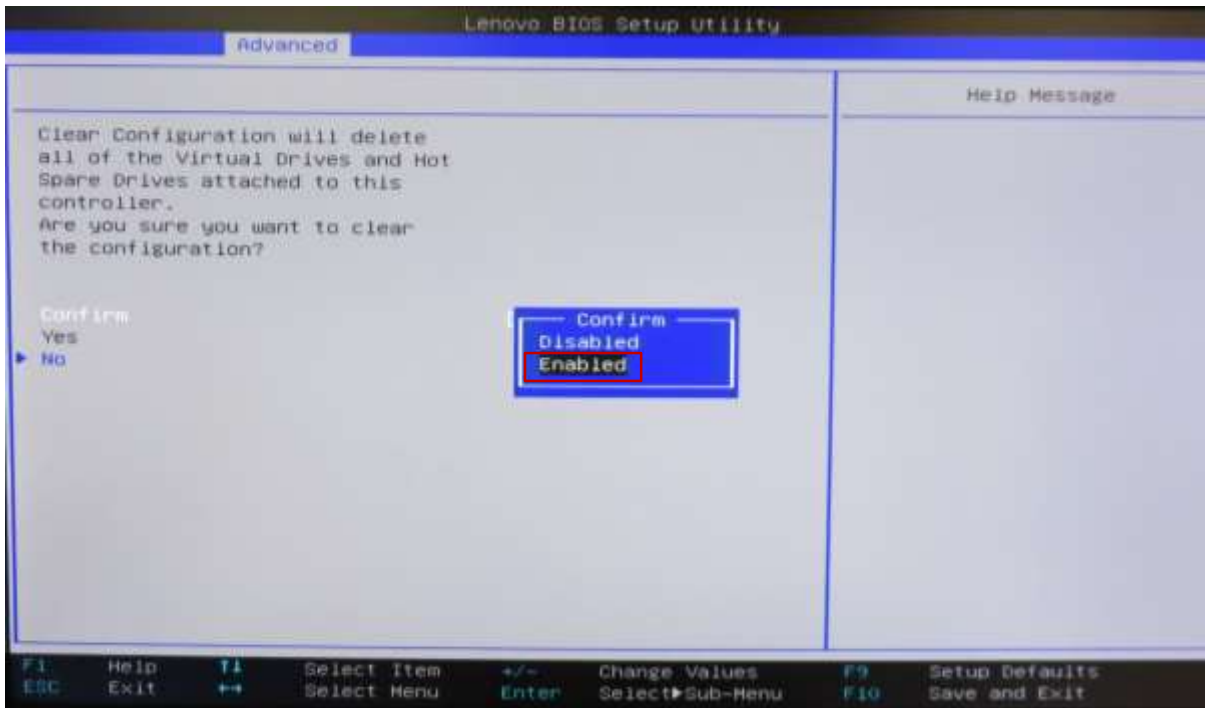 Lenovo BIOS Setup Utility
Advanced
Help Message
Clear Configuration will delete
all of the Virtual Drives and Hot
Spare Drives attached to this
controller.
Are you sure you want to clear
the configuration?
Confirm
Yes
▶ No
Confirm
Disabled
Enabled
F1 Help ↑↓ Select Item +/- Change Values F9 Setup Defaults
ESC Exit ↔ Select Menu Enter Select▶Sub-Menu F10 Save and Exit